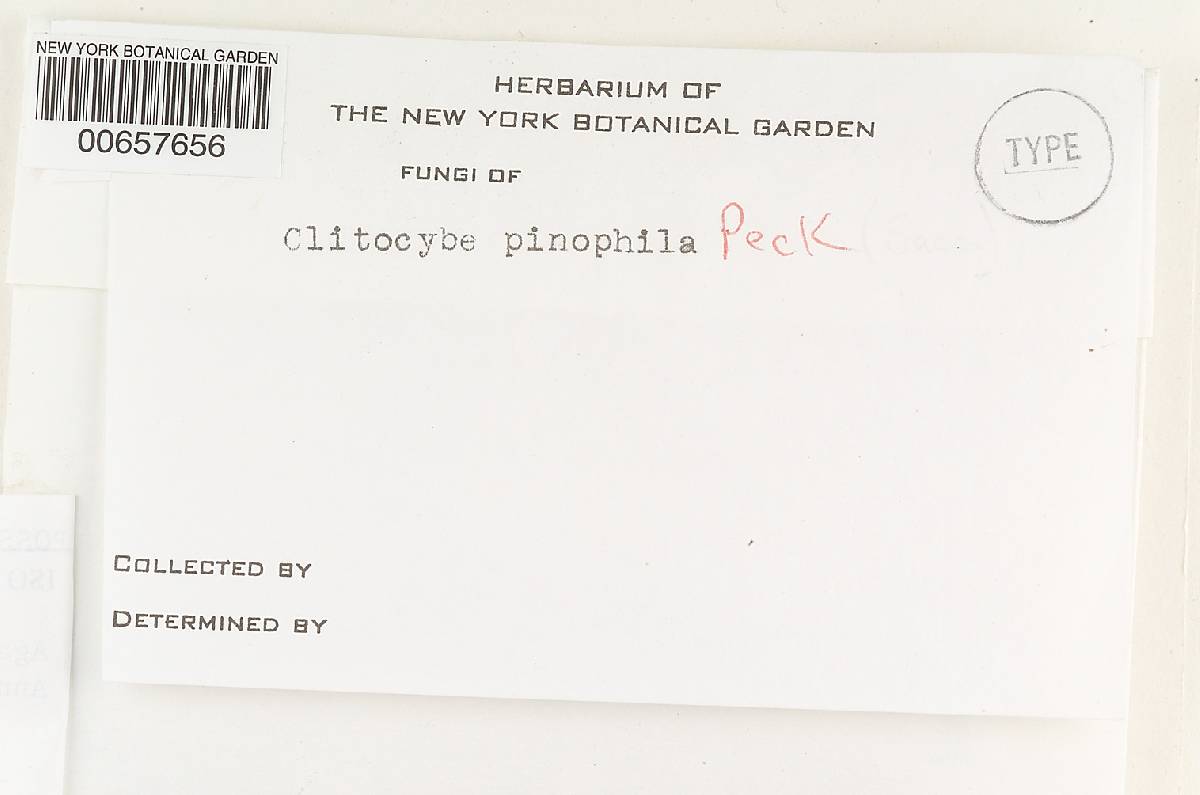 NEW YORK BOTANICAL GARDEN
00657656
HERBARIUM OF
THE NEW YORK BOTANICAL GARDEN
TYPE
FUNGI OF
Clitocybe pinophila Peck
COLLECTED BY
DETERMINED BY